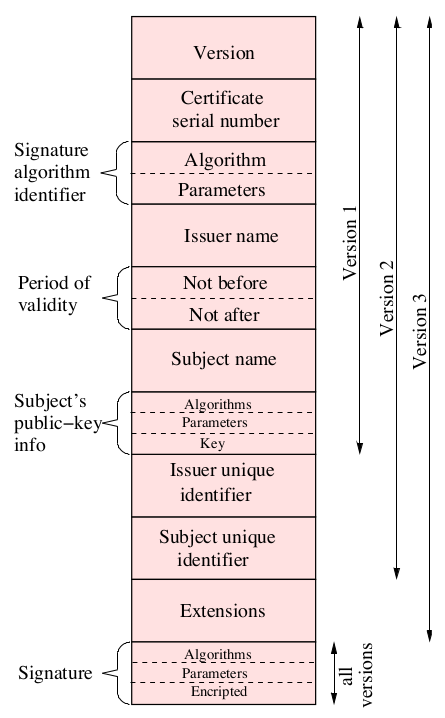 Version
Certificate
serial number
Signature
algorithm
identifier
Algorithm
Parameters
Issuer name
Period of
validity
Not before
Not after
Subject name
Subject's
public−key
info
Algorithms
Parameters
Key
Issuer unique
identifier
Subject unique
identifier
Extensions
Signature
Algorithms
Parameters
Encripted
Version 1
Version 2
Version 3
all
versions